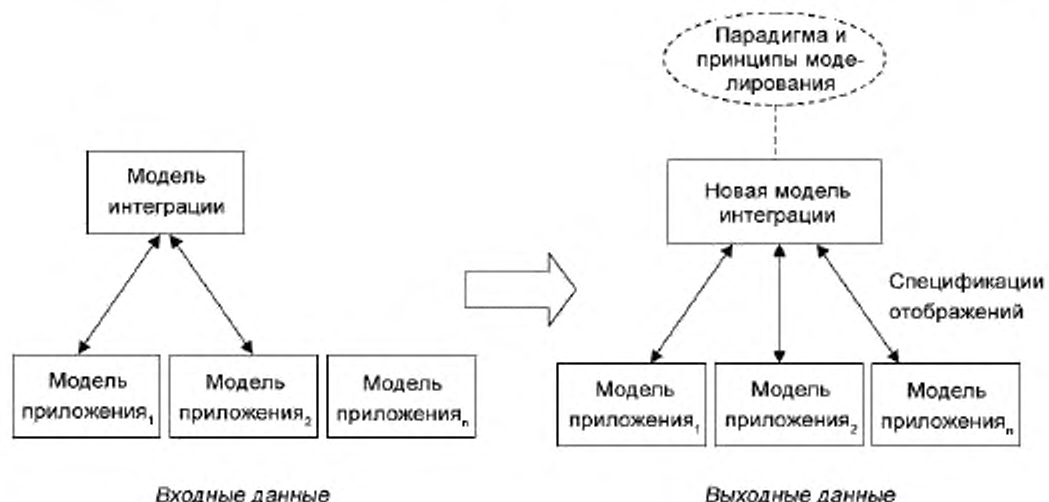 Парадигма и
принципы моде-
лирования
Модель
интеграции
Новая модель
интеграции
Спецификации
отображений
Модель
приложения1
Модель
приложения2
Модель
приложенияn
Модель
приложения1
Модель
приложения2
Модель
приложенияn
Входные данные
Выходные данные